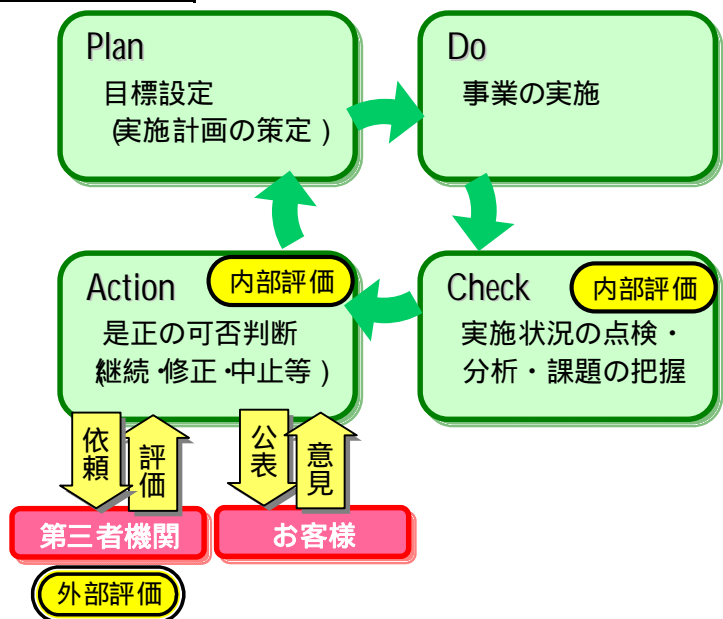 Plan
目標設定
(実施計画の策定)
Do
事業の実施
Action
内部評価
是正の可否判断
(継続・修正・中止等)
Check
内部評価
実施状況の点検・
分析・課題の把握
依頼
評価
公表
意見
第三者機関
お客様
外部評価